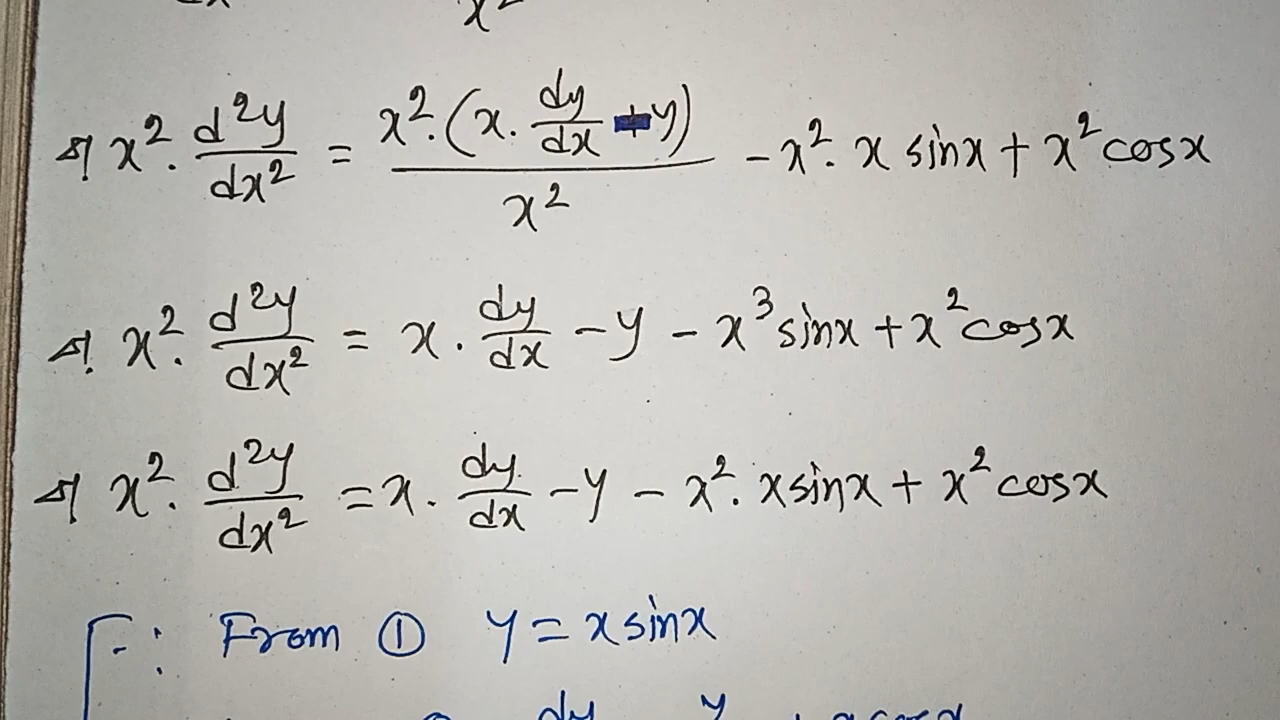 ⇒ x². d²y/dx² = x².(x. dy/dx - y)/x² - x². x sinx + x² cosx
⇒ x². d²y/dx² = x. dy/dx - y - x³ sinx + x² cosx
⇒ x². d²y/dx² = x. dy/dx - y - x². x sinx + x² cosx
[∵ From ① y = x sinx